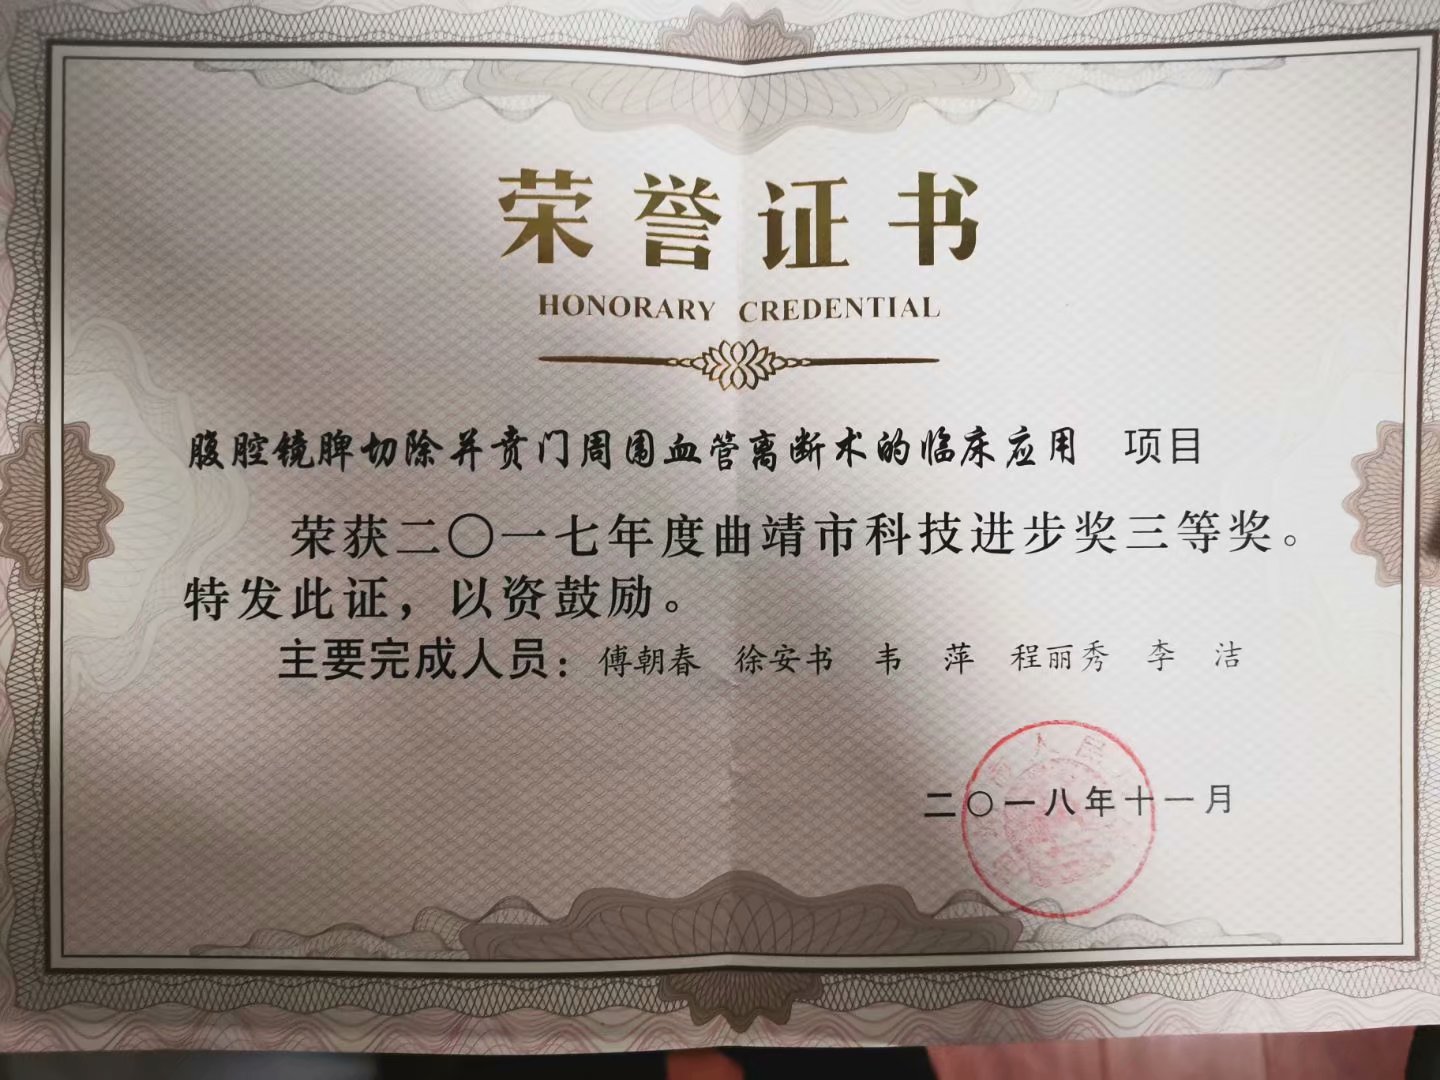 荣誉证书
HONORARY CREDENTIAL
腹腔镜脾切除并贲门周围血管离断术的临床应用 项目
荣获二〇一七年度曲靖市科技进步奖三等奖。
特发此证，以资鼓励。
主要完成人员：傅朝春 徐安书 韦 萍 程丽秀 李 洁
人民
二〇一八年十一月